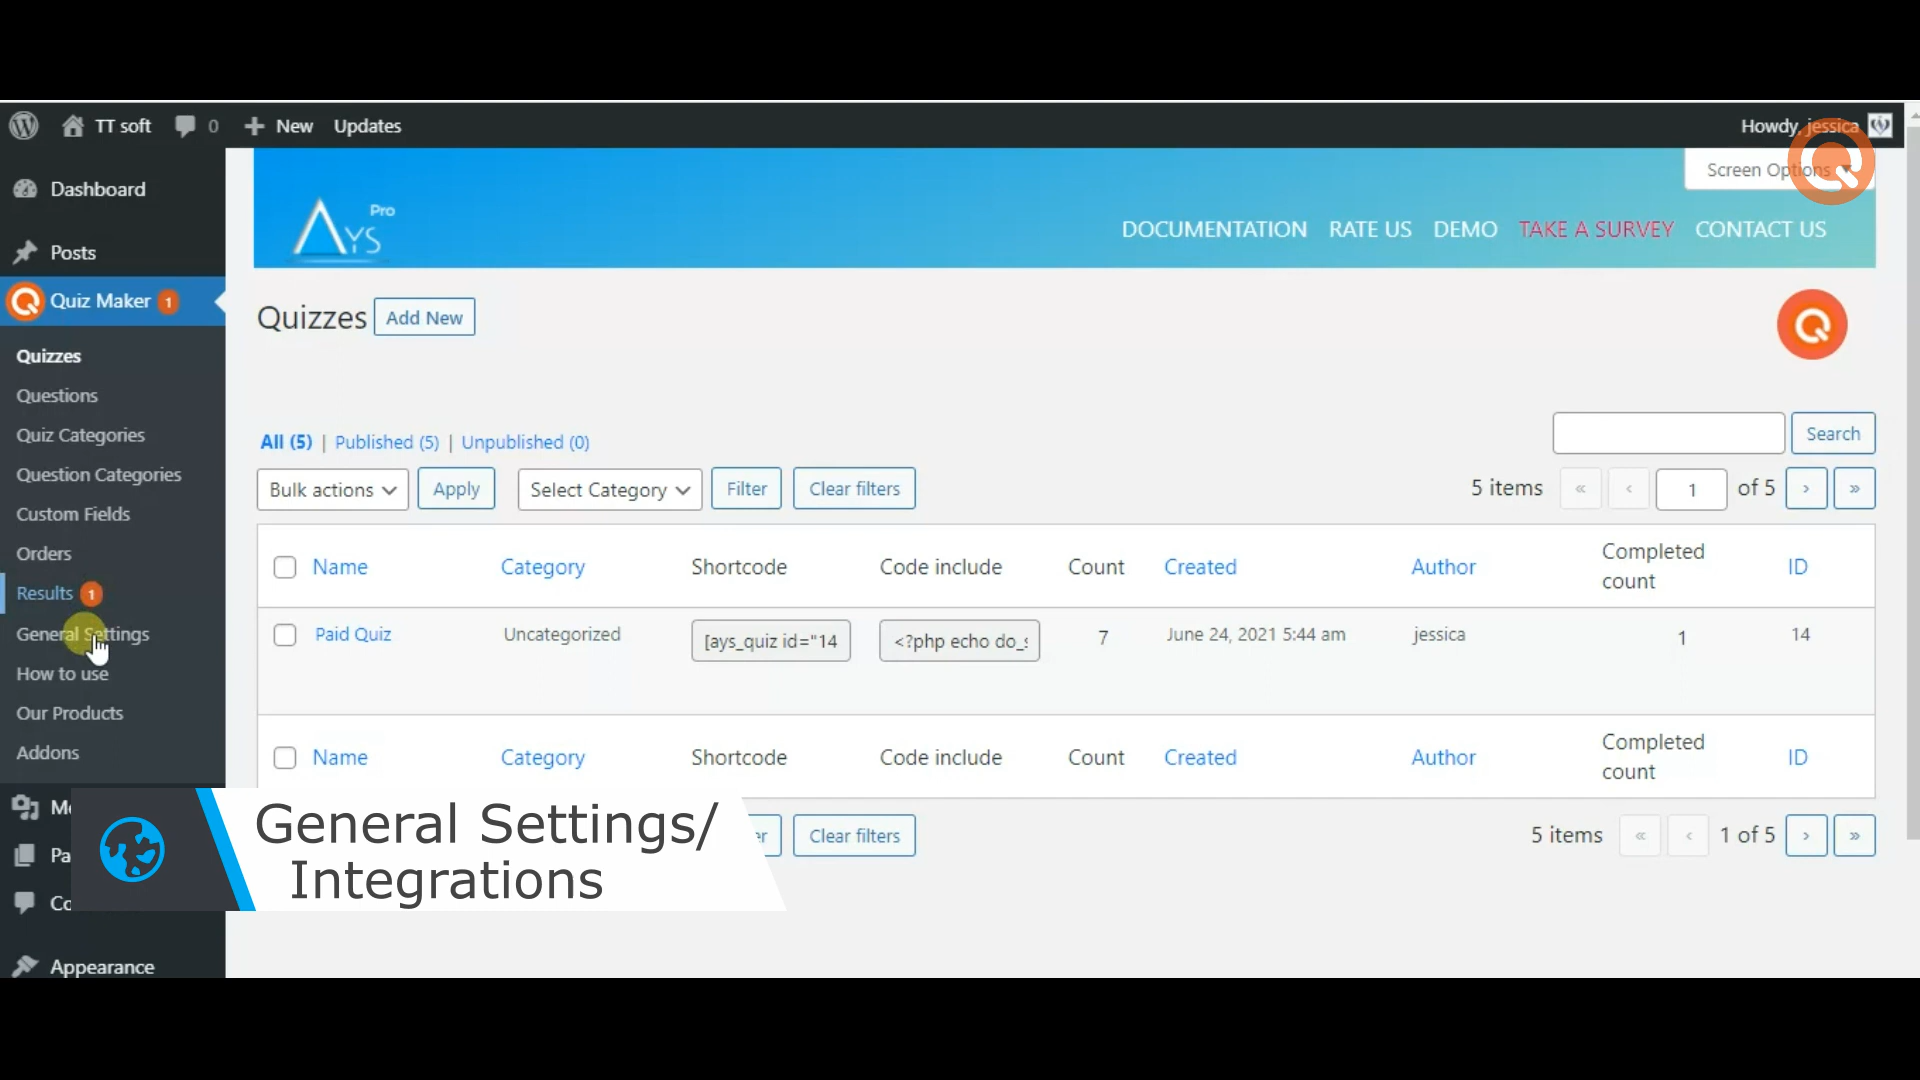 TT soft 0 New Updates Howdy, jessica
Screen Options
Dashboard
Posts
Quiz Maker 1
Quizzes
Questions
Quiz Categories
Question Categories
Custom Fields
Orders
Results 1
General Settings
How to use
Our Products
Addons
Appearance
AYS Pro
DOCUMENTATION RATE US DEMO TAKE A SURVEY CONTACT US
Quizzes Add New
All (5) | Published (5) | Unpublished (0)
Search
Bulk actions Apply Select Category Filter Clear filters 5 items « ‹ 1 of 5 › »
Name Category Shortcode Code include Count Created Author Completed count ID
Paid Quiz Uncategorized [ays_quiz id="14 <?php echo do_s 7 June 24, 2021 5:44 am jessica 1 14
Name Category Shortcode Code include Count Created Author Completed count ID
Clear filters 5 items « ‹ 1 of 5 › »
General Settings/
Integrations